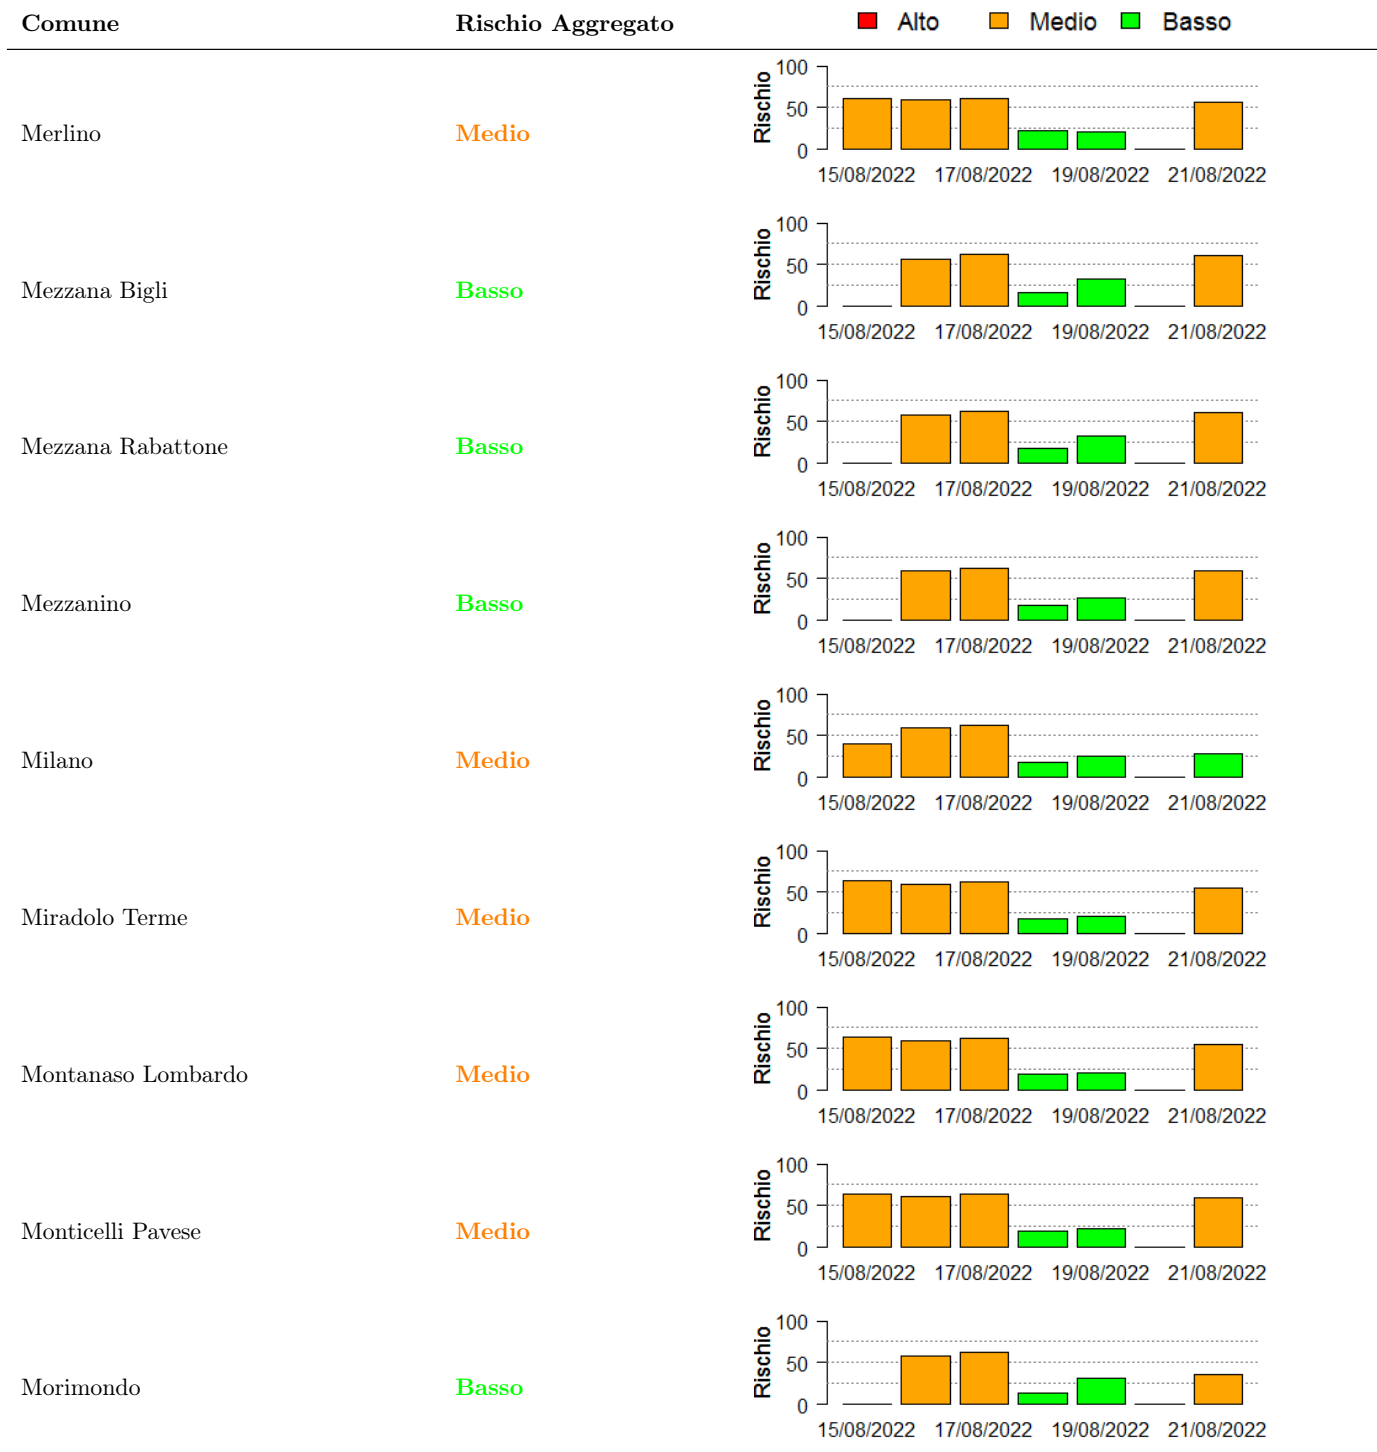 Comune Rischio Aggregato Alto Medio Basso
Merlino Medio
Rischio
100
50
0
15/08/2022 17/08/2022 19/08/2022 21/08/2022
Mezzana Bigli Basso
Rischio
100
50
0
15/08/2022 17/08/2022 19/08/2022 21/08/2022
Mezzana Rabattone Basso
Rischio
100
50
0
15/08/2022 17/08/2022 19/08/2022 21/08/2022
Mezzanino Basso
Rischio
100
50
0
15/08/2022 17/08/2022 19/08/2022 21/08/2022
Milano Medio
Rischio
100
50
0
15/08/2022 17/08/2022 19/08/2022 21/08/2022
Miradolo Terme Medio
Rischio
100
50
0
15/08/2022 17/08/2022 19/08/2022 21/08/2022
Montanaso Lombardo Medio
Rischio
100
50
0
15/08/2022 17/08/2022 19/08/2022 21/08/2022
Monticelli Pavese Medio
Rischio
100
50
0
15/08/2022 17/08/2022 19/08/2022 21/08/2022
Morimondo Basso
Rischio
100
50
0
15/08/2022 17/08/2022 19/08/2022 21/08/2022